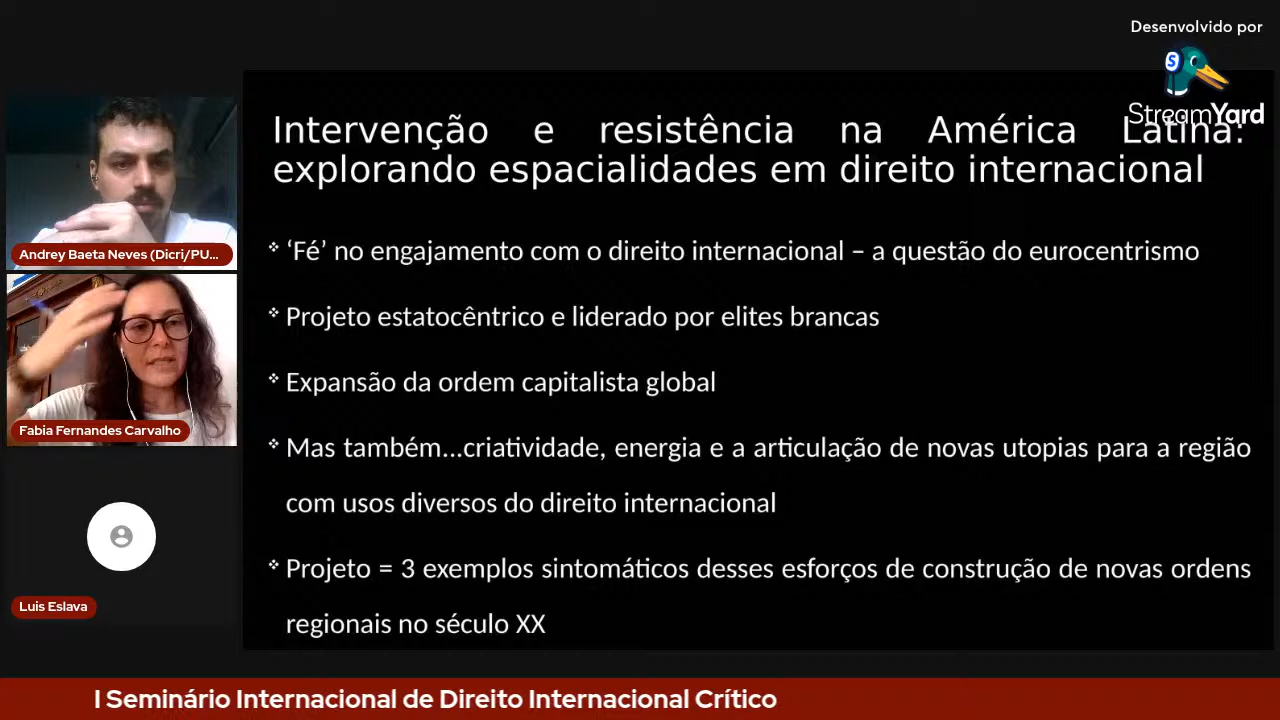 Desenvolvido por
StreamYard
Intervenção e resistência na América Latina:
explorando espacialidades em direito internacional
‘Fé’ no engajamento com o direito internacional – a questão do eurocentrismo
Projeto estatocêntrico e liderado por elites brancas
Expansão da ordem capitalista global
Mas também...criatividade, energia e a articulação de novas utopias para a região
com usos diversos do direito internacional
Projeto = 3 exemplos sintomáticos desses esforços de construção de novas ordens
regionais no século XX
Andrey Baeta Neves (Dicri/PU...
Fabia Fernandes Carvalho
Luis Eslava
I Seminário Internacional de Direito Internacional Crítico